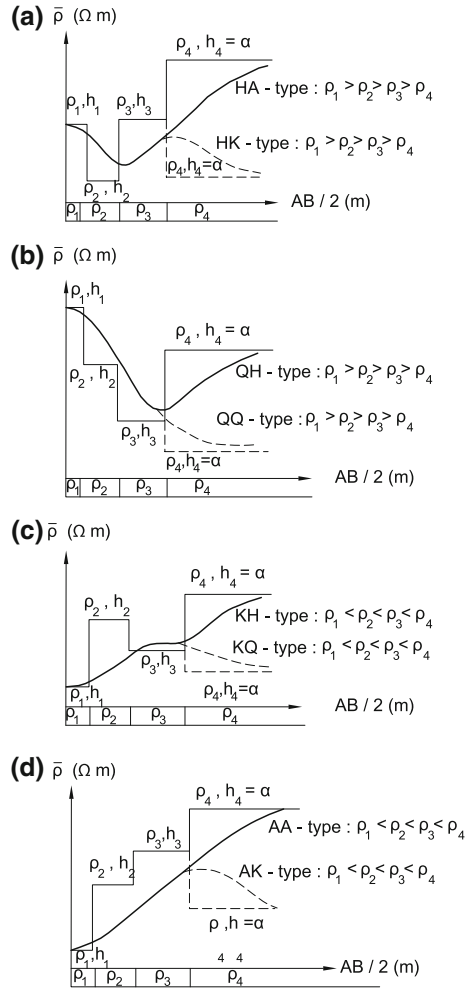 (a) ρ̄ (Ω m)
ρ₄ , h₄ = α
ρ₁,h₁ ρ₃, h₃
HA - type : ρ₁ > ρ₂ > ρ₃ > ρ₄
HK - type : ρ₁ > ρ₂ > ρ₃ > ρ₄
ρ₄,h₄=α
ρ₂ , h₂
AB / 2 (m)
ρ₁ ρ₂ ρ₃ ρ₄
(b) ρ̄ (Ω m)
ρ₁,h₁
ρ₄ , h₄ = α
ρ₂ , h₂
QH - type : ρ₁ > ρ₂ > ρ₃ > ρ₄
QQ - type : ρ₁ > ρ₂ > ρ₃ > ρ₄
ρ₃,h₃
ρ₄,h₄=α
AB / 2 (m)
ρ₁ ρ₂ ρ₃ ρ₄
(c) ρ̄ (Ω m)
ρ₄ , h₄ = α
ρ₂ , h₂
KH - type : ρ₁ < ρ₂ < ρ₃ < ρ₄
KQ - type : ρ₁ < ρ₂ < ρ₃ < ρ₄
ρ₃,h₃
ρ₁,h₁ ρ₄,h₄=α
AB / 2 (m)
ρ₁ ρ₂ ρ₃ ρ₄
(d) ρ̄ (Ω m)
ρ₄ , h₄ = α
AA - type : ρ₁ < ρ₂ < ρ₃ < ρ₄
ρ₃,h₃
ρ₂ , h₂
AK - type : ρ₁ < ρ₂ < ρ₃ < ρ₄
ρ ,h =α
ρ₁,h₁ 4 4
AB / 2 (m)
ρ₁ ρ₂ ρ₃ ρ₄